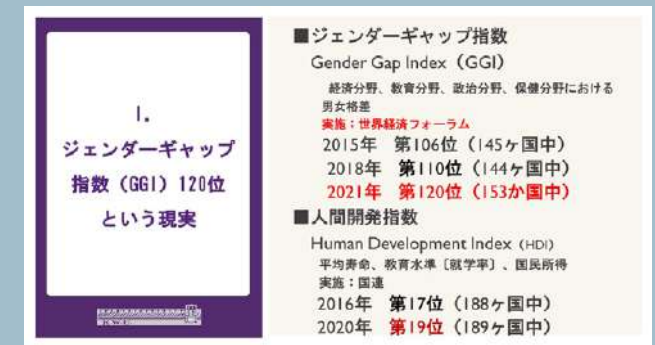 1.
ジェンダーギャップ
指数（GGI）120位
という現実
■ジェンダーギャップ指数
Gender Gap Index（GGI）
経済分野、教育分野、政治分野、保健分野における
男女格差
実施：世界経済フォーラム
2015年　第106位（145ヶ国中）
2018年　第110位（144ヶ国中）
2021年　第120位（153か国中）
■人間開発指数
Human Development Index（HDI）
平均寿命、教育水準〔就学率〕、国民所得
実施：国連
2016年　第17位（188ヶ国中）
2020年　第19位（189ヶ国中）